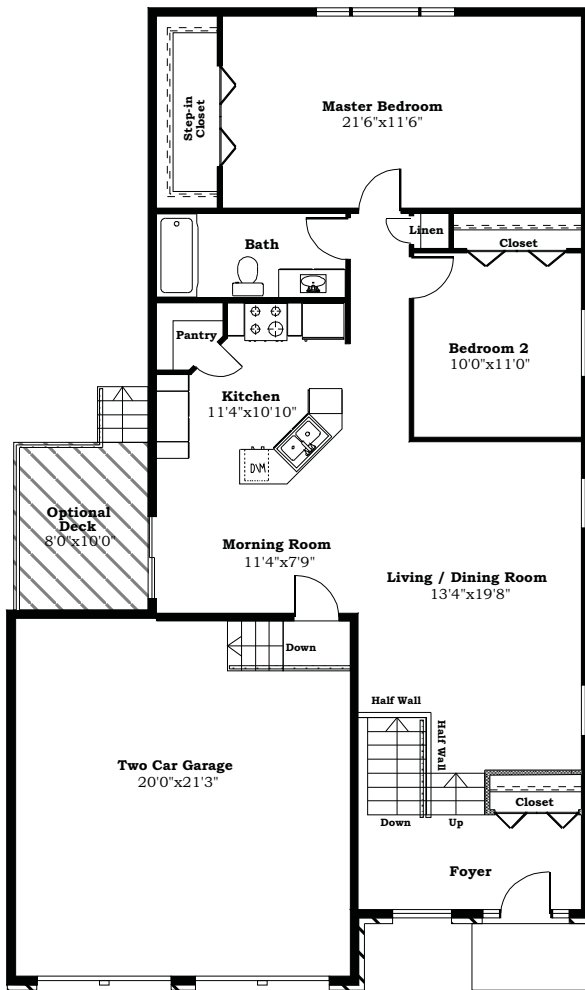 Master Bedroom
21'6"x11'6"
Step-in
Closet
Linen
Closet
Bath
Pantry
Bedroom 2
10'0"x11'0"
Kitchen
11'4"x10'10"
D\W
Optional
Deck
8'0"x10'0"
Morning Room
11'4"x7'9"
Living / Dining Room
13'4"x19'8"
Down
Half Wall
Half Wall
Two Car Garage
20'0"x21'3"
Closet
Down
Up
Foyer